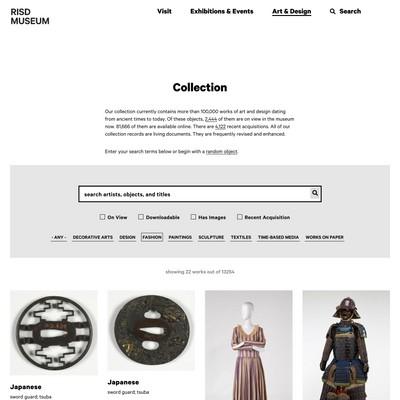 RISD
MUSEUM
Visit
Exhibitions & Events
Art & Design
Search
Collection
Our collection currently contains more than 100,000 works of art and design dating
from ancient times to today. Of these objects, 2,444 of them are on view in the museum
now. 81,666 of them are available online. There are 4,122 recent acquisitions. All of our
collection records are living documents. They are frequently revised and enhanced.
Enter your search terms below or begin with a random object.
search artists, objects, and titles
On View
Downloadable
Has Images
Recent Acquisition
- ANY -
DECORATIVE ARTS
DESIGN
FASHION
PAINTINGS
SCULPTURE
TEXTILES
TIME-BASED MEDIA
WORKS ON PAPER
showing 22 works out of 13254
Japanese
sword guard; tsuba
Japanese
sword guard; tsuba